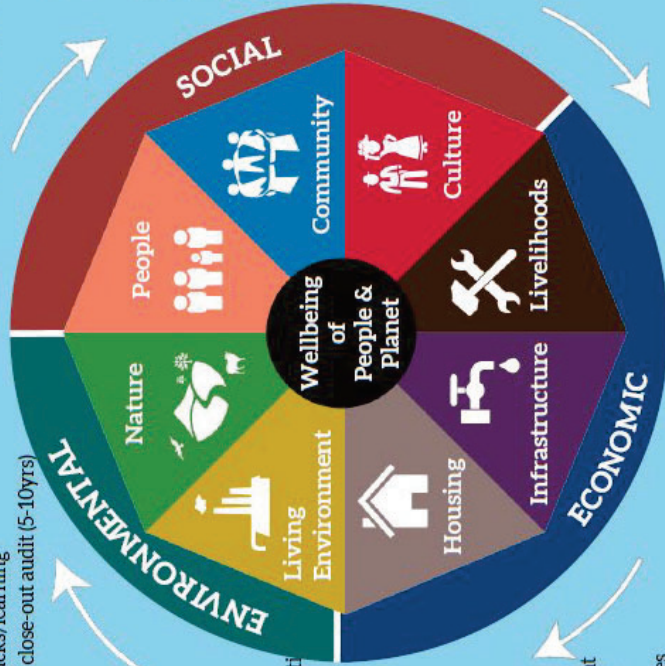 close-out audit (5-10yrs)
SOCIAL
ENVIRONMENTAL
ECONOMIC
People
Community
Culture
Livelihoods
Infrastructure
Housing
Living
Environment
Nature
Wellbeing
of
People &
Planet